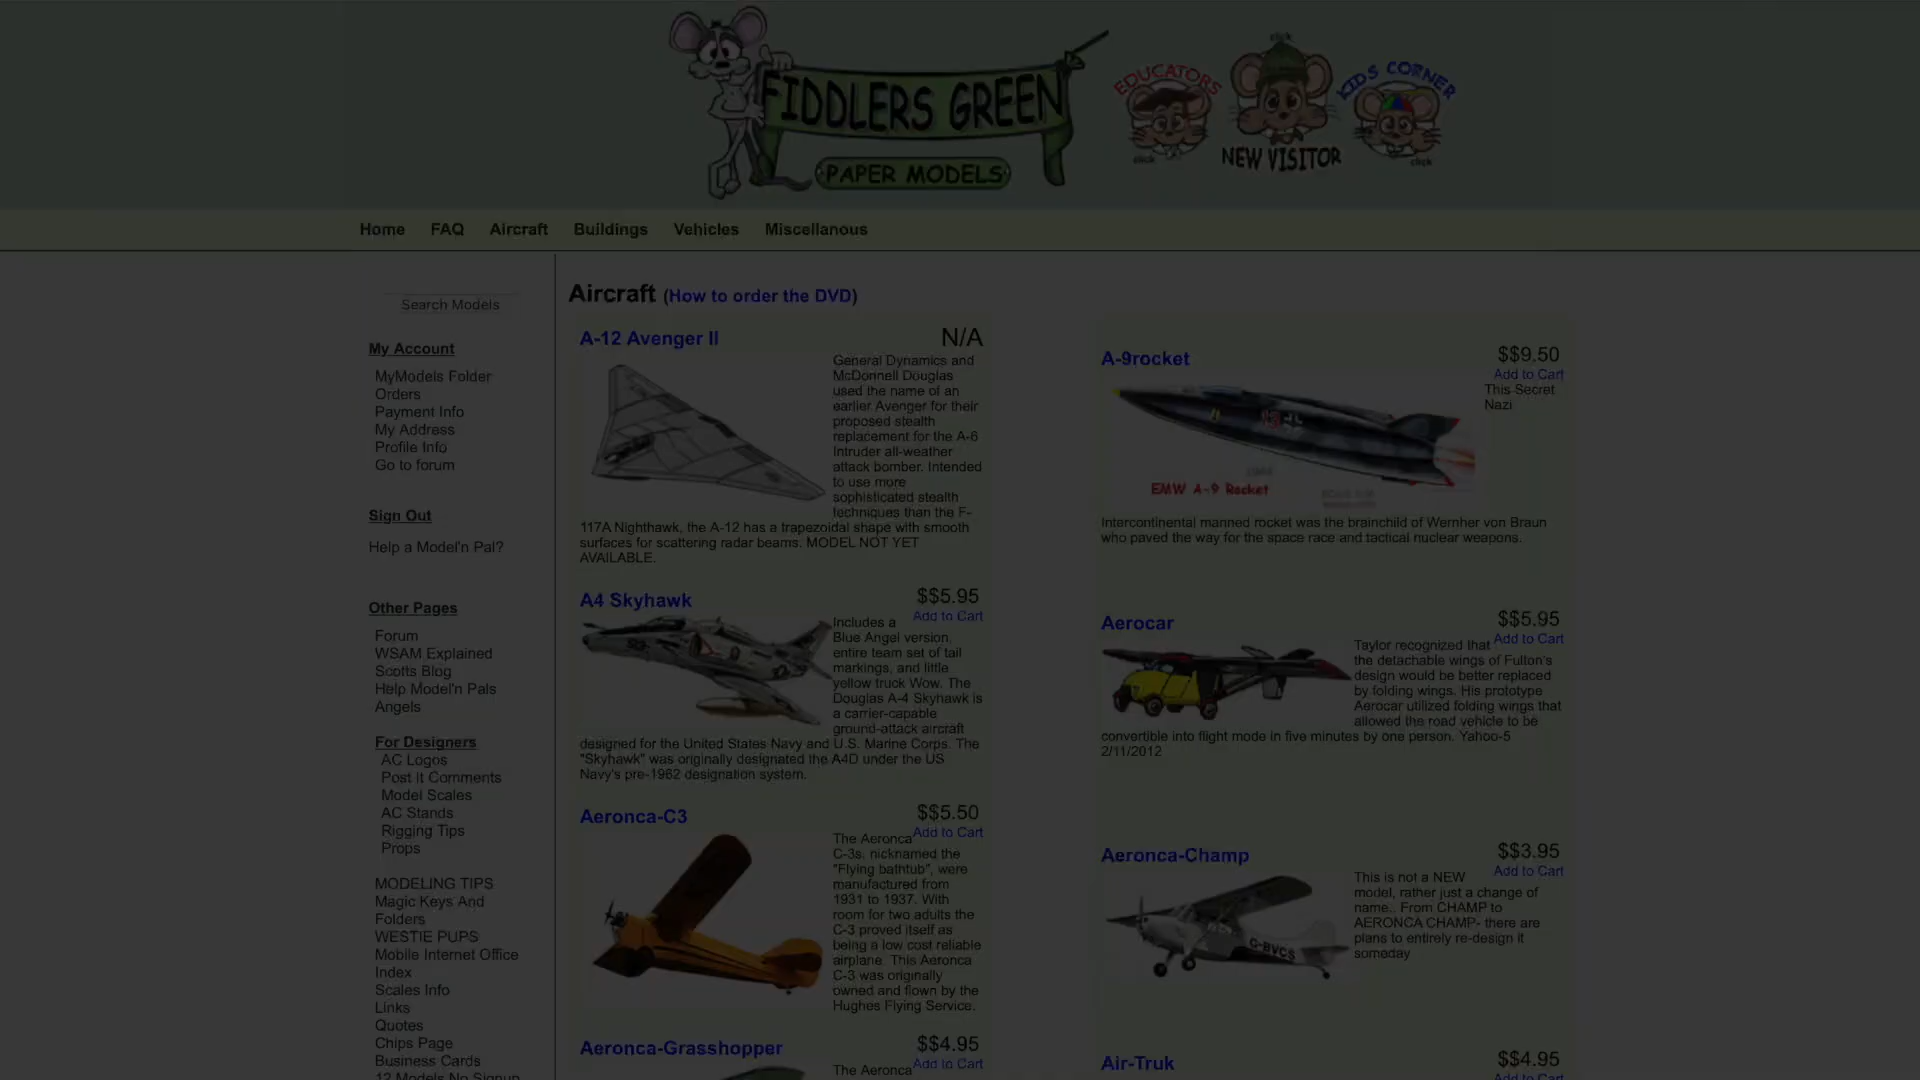 FIDDLERS GREEN
PAPER MODELS
EDUCATORS
click
click
NEW VISITOR
KIDS CORNER
click
Home FAQ Aircraft Buildings Vehicles Miscellanous
Search Models
My Account
MyModels Folder
Orders
Payment Info
My Address
Profile Info
Go to forum
Sign Out
Help a Model'n Pal?
Other Pages
Forum
WSAM Explained
Scotts Blog
Help Model'n Pals
Angels
For Designers
AC Logos
Post it Comments
Model Scales
AC Stands
Rigging Tips
Props
MODELING TIPS
Magic Keys And
Folders
WESTIE PUPS
Mobile Internet Office
Index
Scales Info
Links
Quotes
Chips Page
Business Cards
12 Models No Signup
Aircraft (How to order the DVD)
A-12 Avenger II
N/A
General Dynamics and
McDonnell Douglas
used the name of an
earlier Avenger for their
proposed stealth
replacement for the A-6
Intruder all-weather
attack bomber. Intended
to use more
sophisticated stealth
techniques than the F-
117A Nighthawk, the A-12 has a trapezoidal shape with smooth
surfaces for scattering radar beams. MODEL NOT YET
AVAILABLE.
A-9rocket
$$9.50
Add to Cart
This Secret
Nazi
13
EMW A-9 Rocket
Intercontinental manned rocket was the brainchild of Wernher von Braun
who paved the way for the space race and tactical nuclear weapons.
A4 Skyhawk
$$5.95
Add to Cart
Includes a
Blue Angel version,
entire team set of tail
markings, and little
yellow truck Wow. The
Douglas A-4 Skyhawk is
a carrier-capable
ground-attack aircraft
designed for the United States Navy and U.S. Marine Corps. The
"Skyhawk" was originally designated the A4D under the US
Navy's pre-1962 designation system.
Aerocar
$$5.95
Add to Cart
Taylor recognized that
the detachable wings of Fulton's
design would be better replaced
by folding wings. His prototype
Aerocar utilized folding wings that
allowed the road vehicle to be
convertible into flight mode in five minutes by one person. Yahoo-5
2/11/2012
Aeronca-C3
$$5.50
Add to Cart
The Aeronca
C-3s, nicknamed the
"Flying bathtub", were
manufactured from
1931 to 1937. With
room for two adults the
C-3 proved itself as
being a low cost reliable
airplane. This Aeronca
C-3 was originally
owned and flown by the
Hughes Flying Service.
Aeronca-Champ
$$3.95
Add to Cart
This is not a NEW
model, rather just a change of
name.. From CHAMP to
AERONCA CHAMP- there are
plans to entirely re-design it
someday
G-BVCS
Aeronca-Grasshopper
$$4.95
Add to Cart
The Aeronca
Air-Truk
$$4.95
Add to Cart